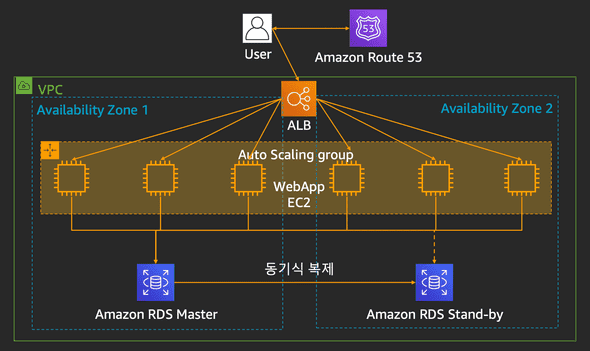 53
User
Amazon Route 53
VPC
Availability Zone 1
Availability Zone 2
ALB
Auto Scaling group
WebApp
EC2
동기식 복제
Amazon RDS Master
Amazon RDS Stand-by